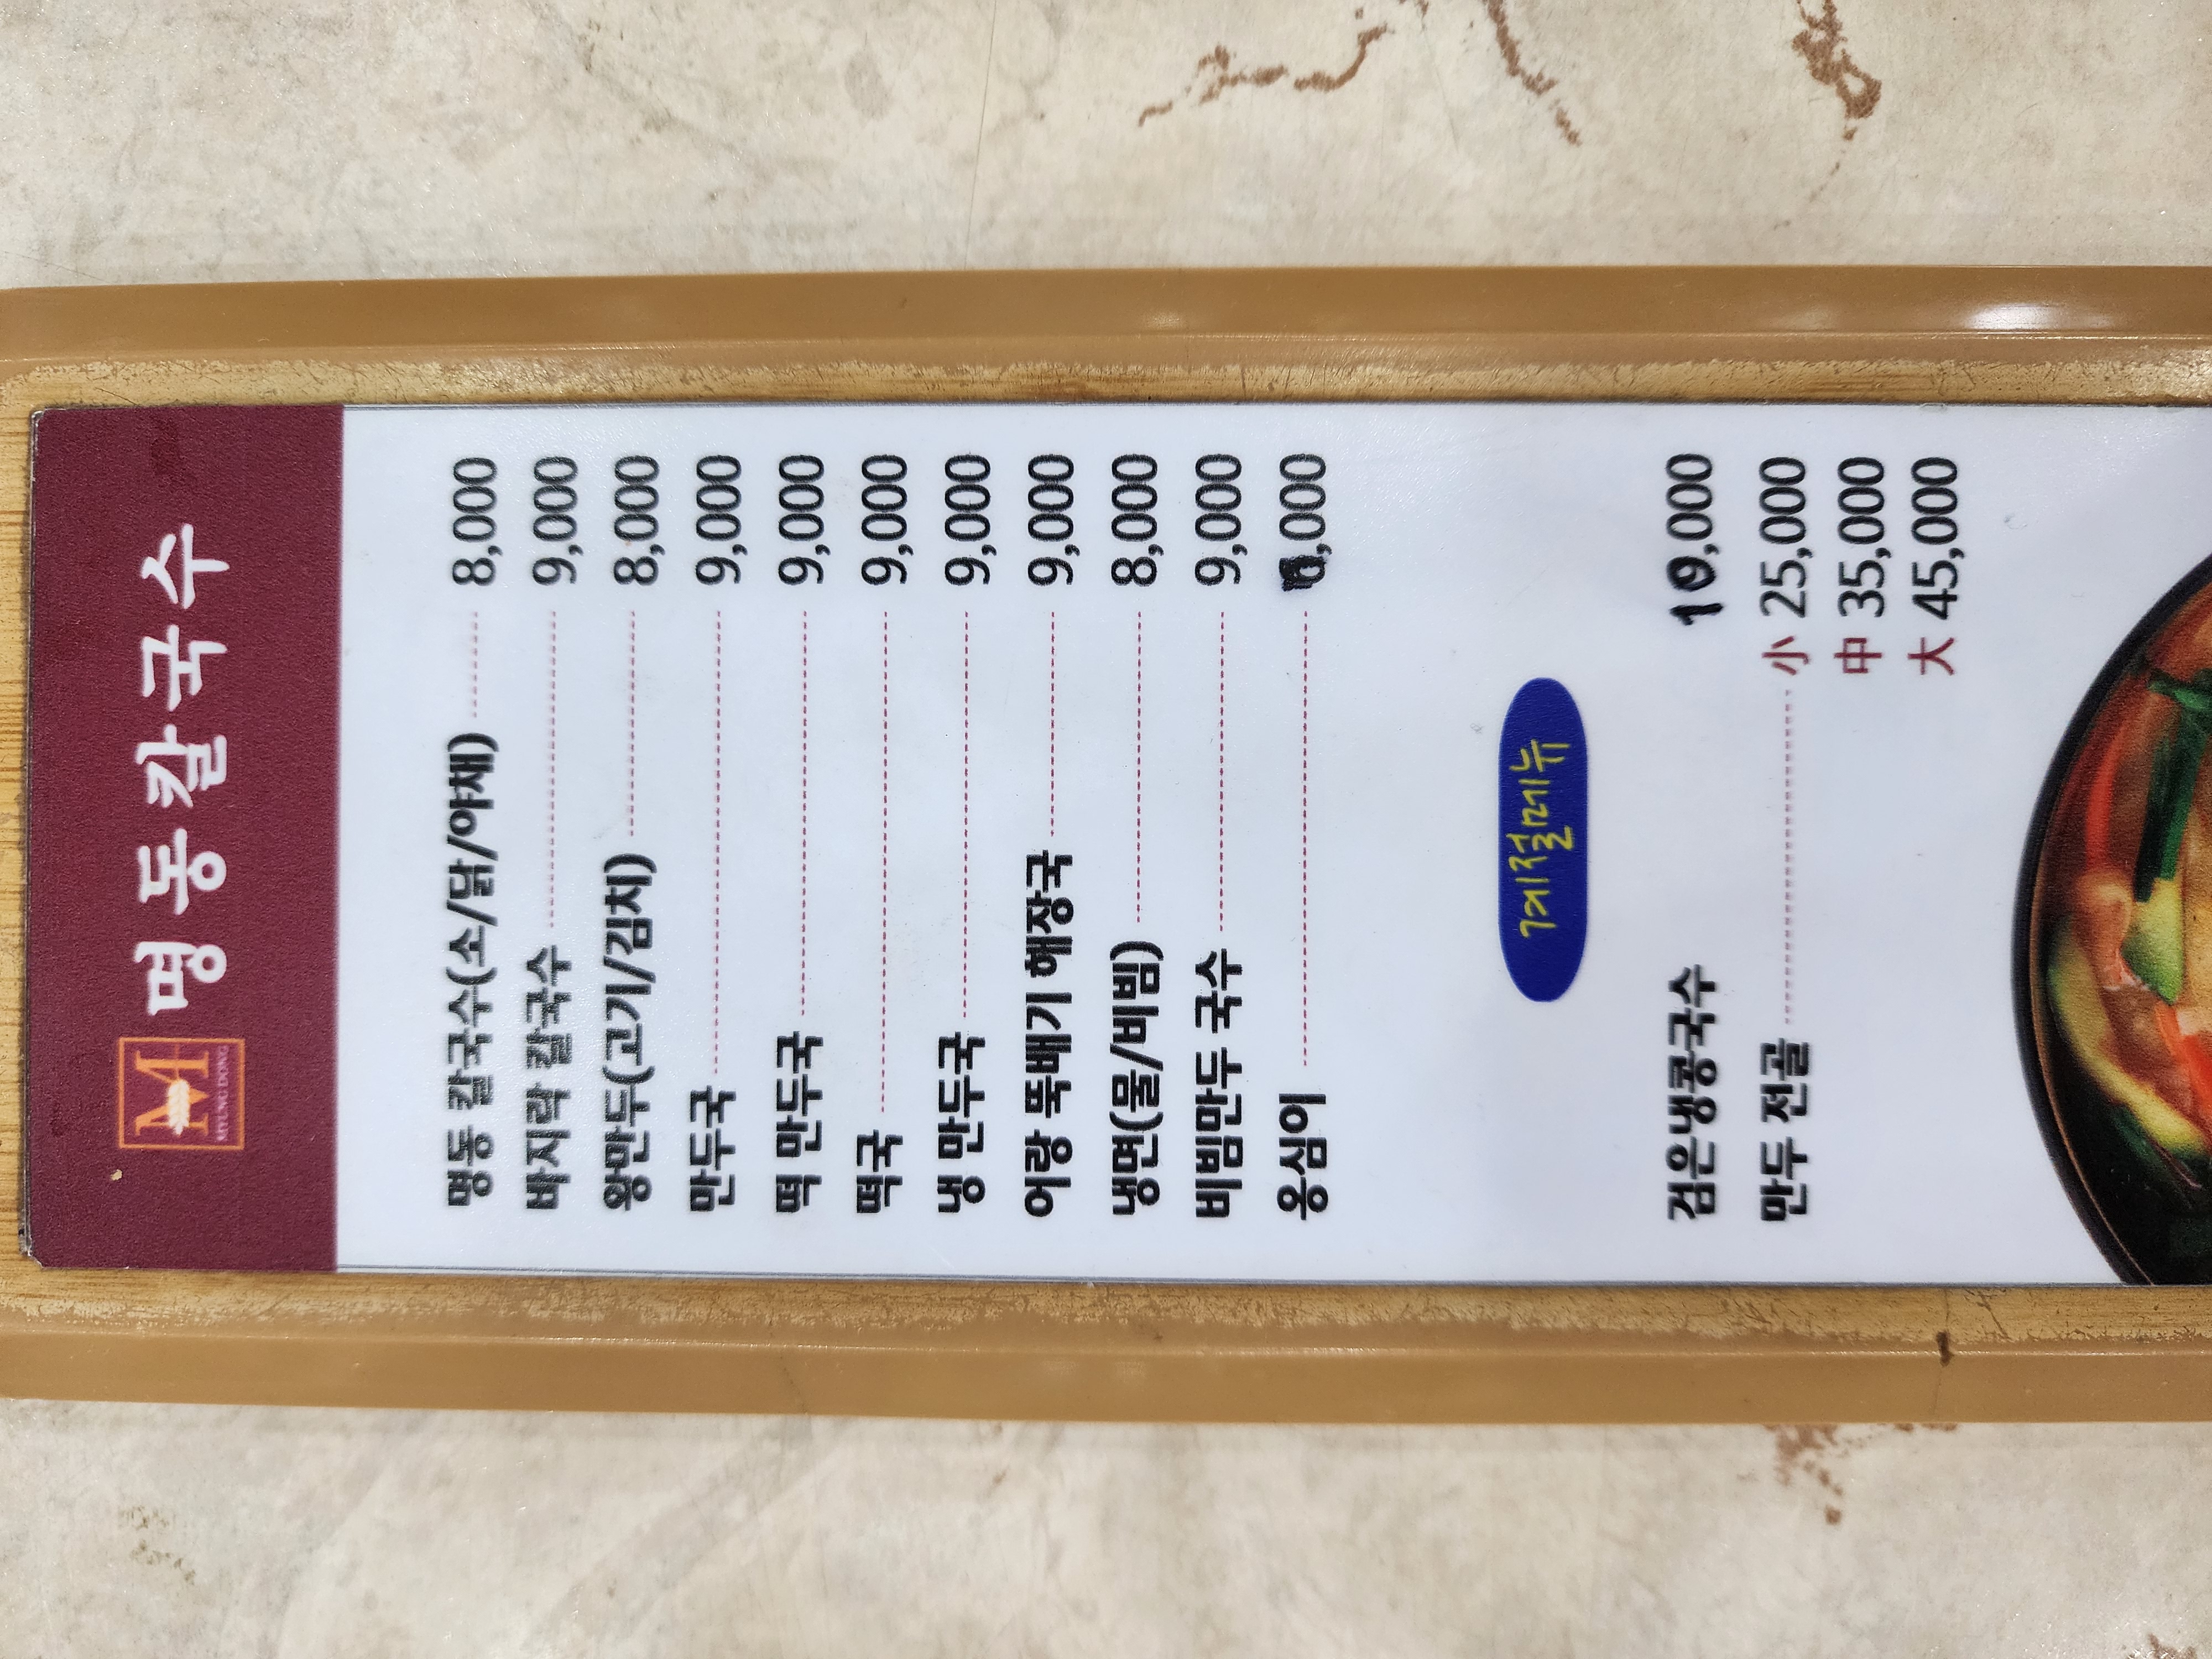 MYUNG DONG
명동칼국수
명동 칼국수(소/닭/야채) 8,000
바지락 칼국수 9,000
왕만두(고기/김치) 8,000
만두국 9,000
떡 만두국 9,000
떡국 9,000
냉 만두국 9,000
어랑 뚝배기 해장국 9,000
냉면(물/비빔) 8,000
비빔만두 국수 9,000
옹심이 ,000
계절메뉴
검은냉콩국수 10,000
만두 전골 小 25,000
中 35,000
大 45,000